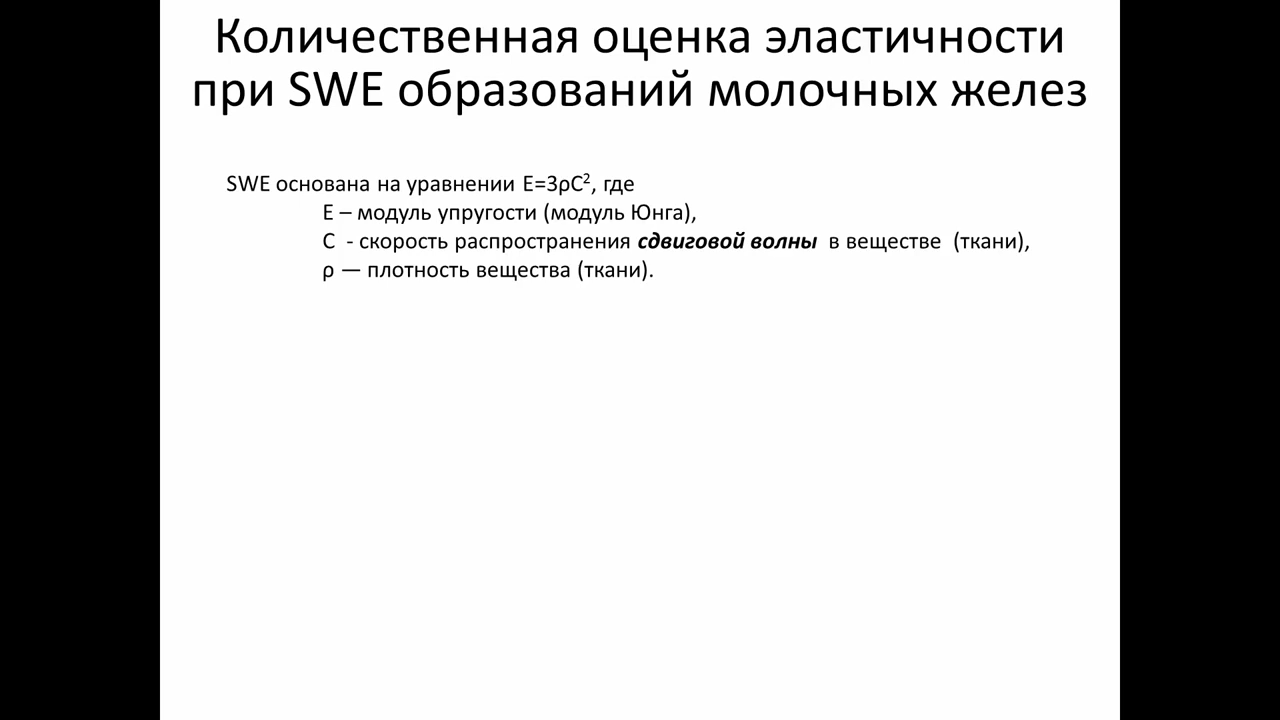 Количественная оценка эластичности
при SWE образований молочных желез
SWE основана на уравнении E=3ρC², где
E – модуль упругости (модуль Юнга),
C - скорость распространения сдвиговой волны в веществе (ткани),
ρ — плотность вещества (ткани).